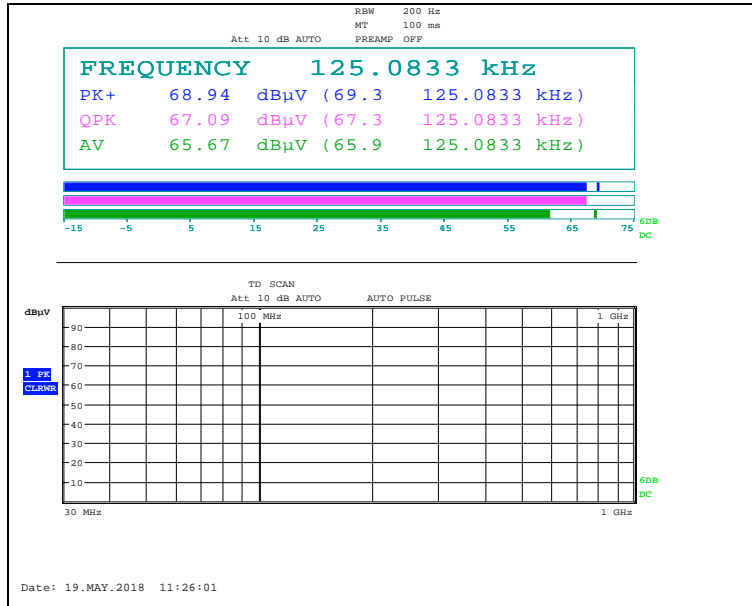 RBW 200 Hz
MT 100 ms
Att 10 dB AUTO PREAMP OFF
FREQUENCY 125.0833 kHz
PK+ 68.94 dBµV (69.3 125.0833 kHz)
QPK 67.09 dBµV (67.3 125.0833 kHz)
AV 65.67 dBµV (65.9 125.0833 kHz)
-15 -5 5 15 25 35 45 55 65 75
6DB
DC
TD SCAN
Att 10 dB AUTO AUTO PULSE
dBµV
100 MHz 1 GHz
90
80
70
1 PK
CLRWR
60
50
40
30
20
10
6DB
DC
30 MHz 1 GHz
Date: 19.MAY.2018 11:26:01